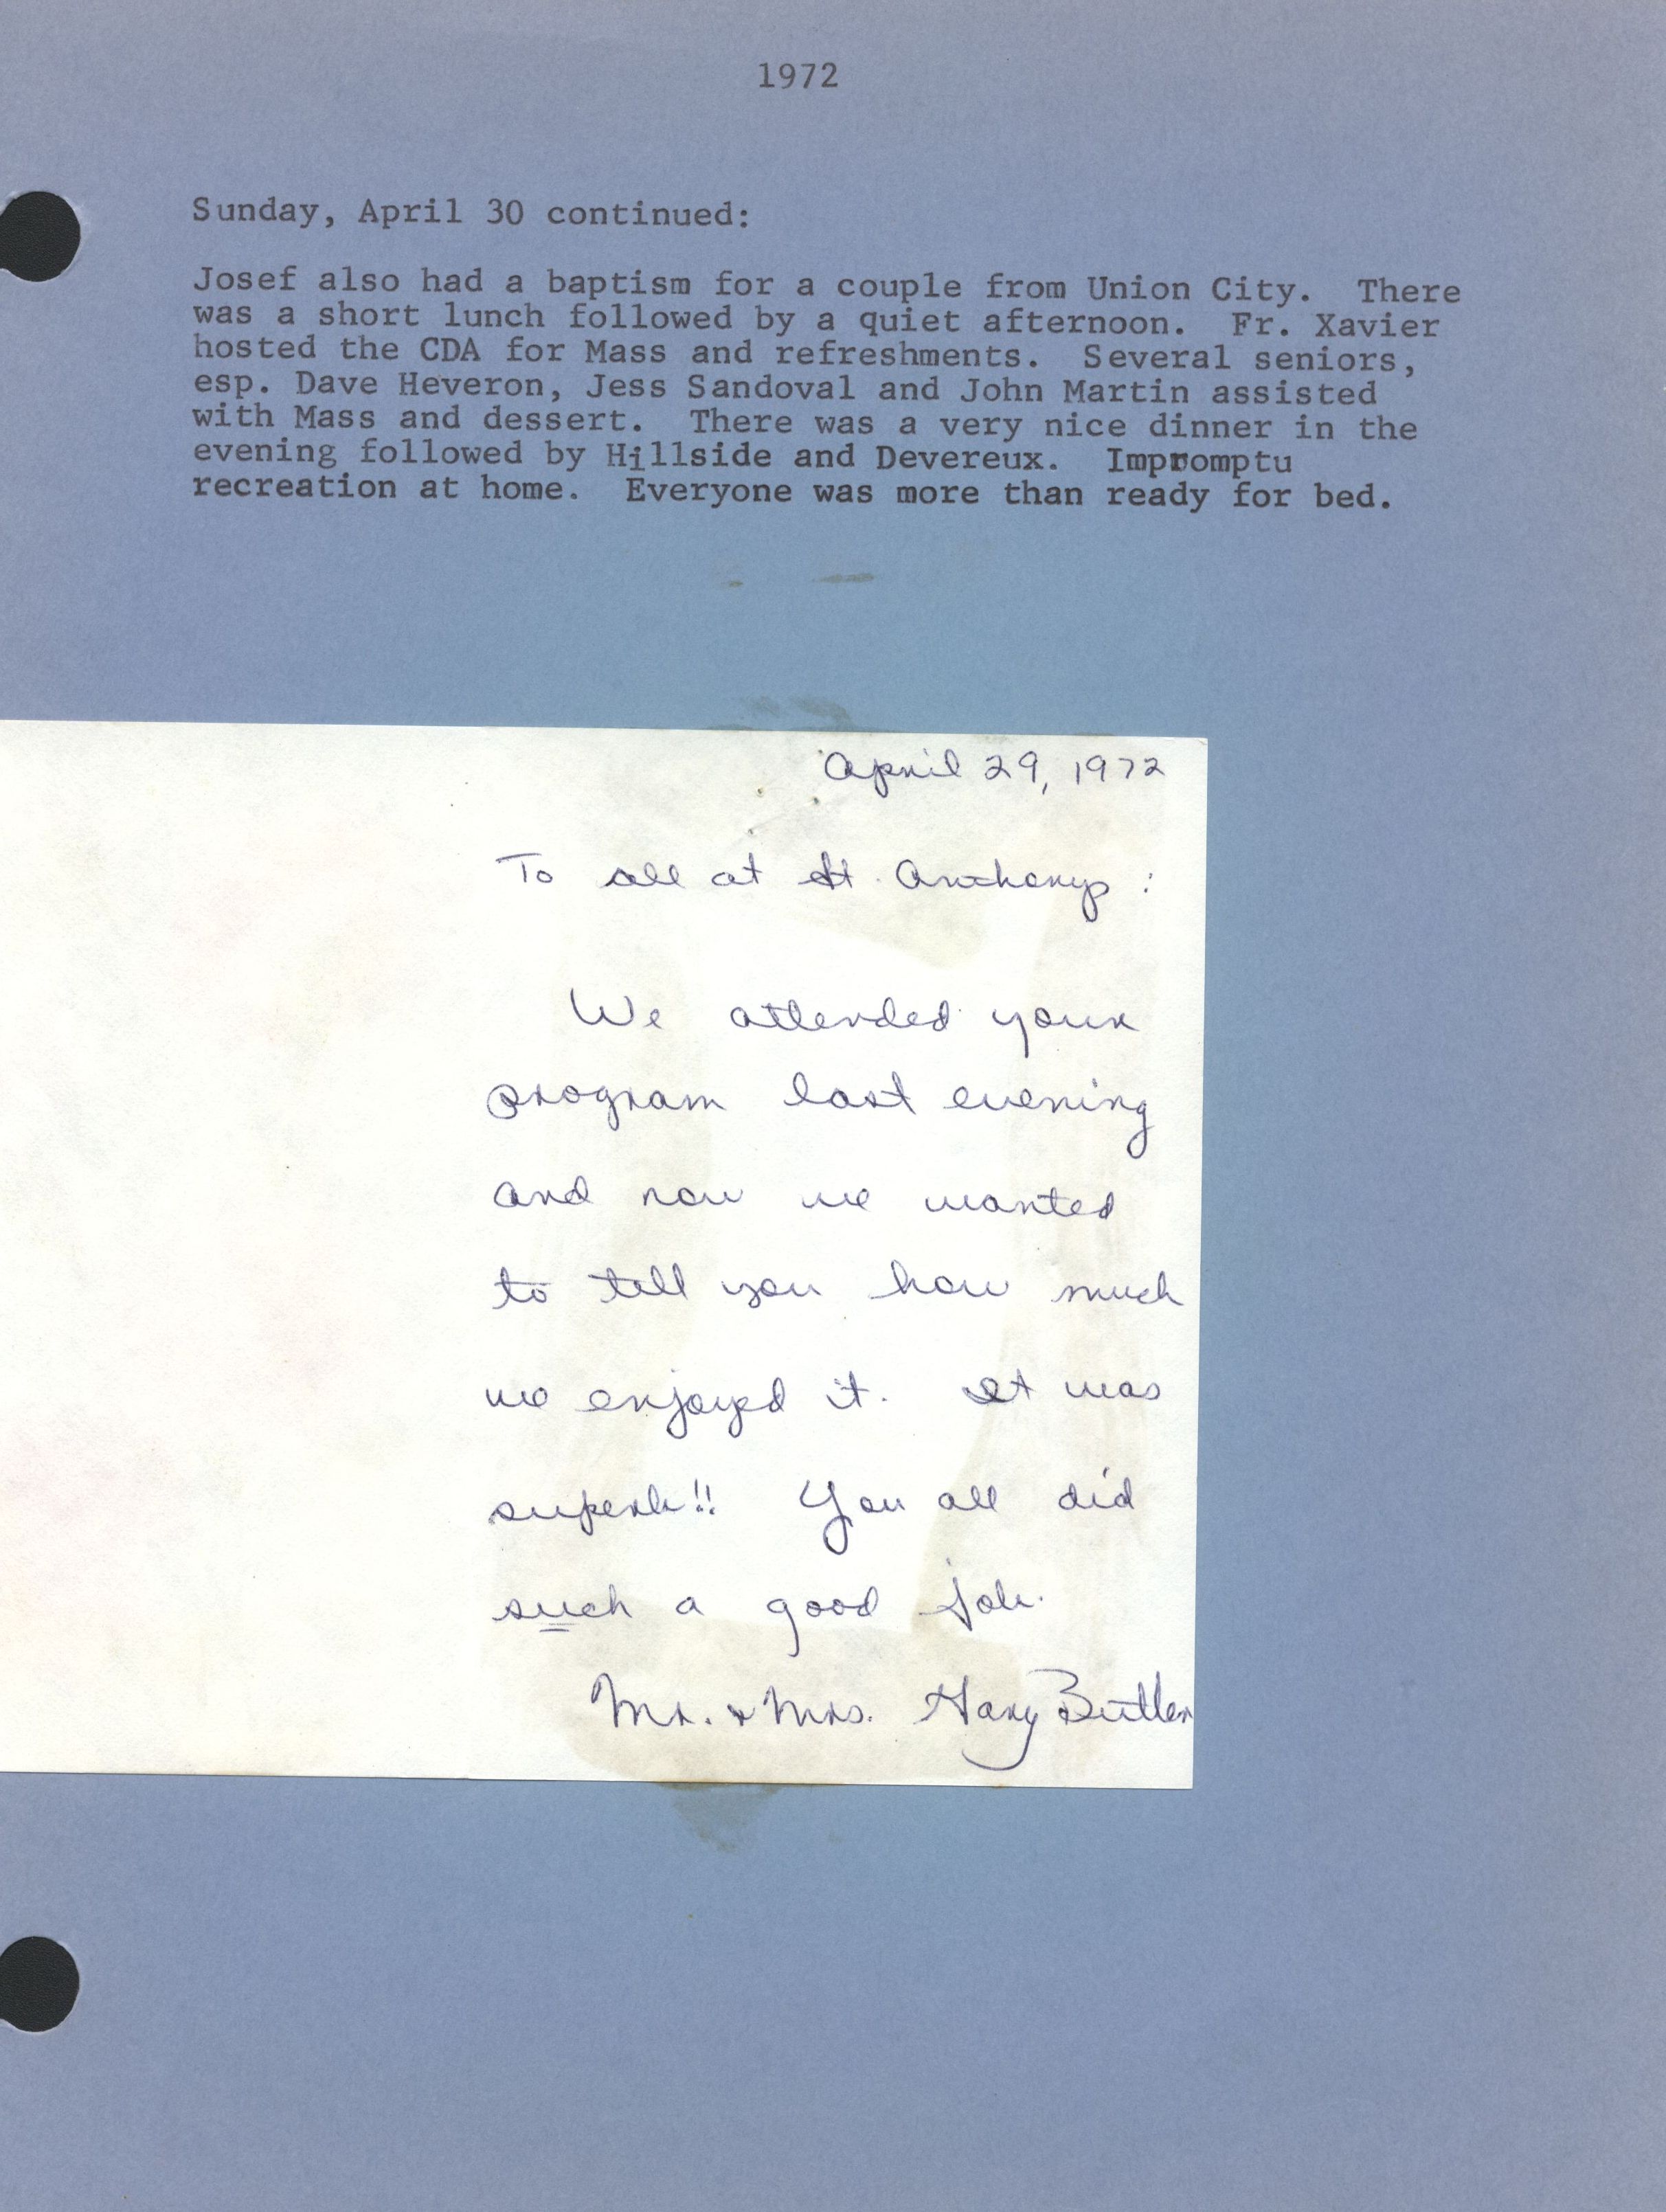 1972
Sunday, April 30 continued:
Josef also had a baptism for a couple from Union City. There
was a short lunch followed by a quiet afternoon. Fr. Xavier
hosted the CDA for Mass and refreshments. Several seniors,
esp. Dave Heveron, Jess Sandoval and John Martin assisted
with Mass and dessert. There was a very nice dinner in the
evening followed by Hillside and Devereux. Impromptu
recreation at home. Everyone was more than ready for bed.
April 29, 1972
To all at St. Anthonys:
We attended your
program last evening
and now we wanted
to tell you how much
we enjoyed it. It was
superb!! You all did
such a good job.
Mr. & Mrs. Gary Butler